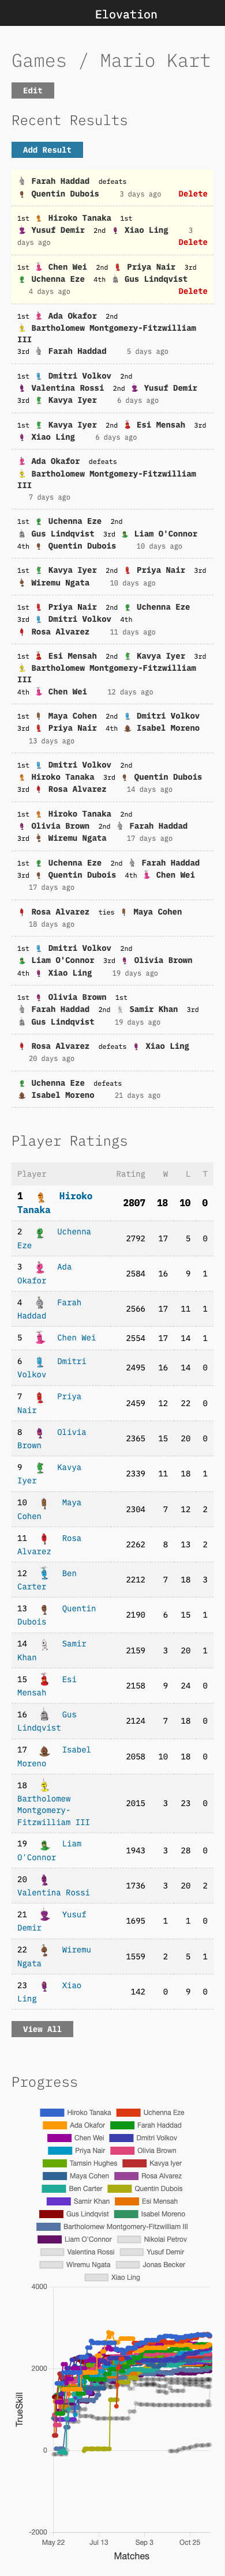 Elovation
Games / Mario Kart
Edit
Recent Results
Add Result
Farah Haddad defeats
Quentin Dubois 3 days ago Delete
1st Hiroko Tanaka 1st
Yusuf Demir 2nd Xiao Ling 3
days ago Delete
1st Chen Wei 2nd Priya Nair 3rd
Uchenna Eze 4th Gus Lindqvist
4 days ago Delete
1st Ada Okafor 2nd
Bartholomew Montgomery-Fitzwilliam
III
3rd Farah Haddad 5 days ago
1st Dmitri Volkov 2nd
Valentina Rossi 2nd Yusuf Demir
3rd Kavya Iyer 6 days ago
1st Kavya Iyer 2nd Esi Mensah 3rd
Xiao Ling 6 days ago
Ada Okafor defeats
Bartholomew Montgomery-Fitzwilliam
III
7 days ago
1st Uchenna Eze 2nd
Gus Lindqvist 3rd Liam O'Connor
4th Quentin Dubois 10 days ago
1st Kavya Iyer 2nd Priya Nair 3rd
Wiremu Ngata 10 days ago
1st Priya Nair 2nd Uchenna Eze
3rd Dmitri Volkov 4th
Rosa Alvarez 11 days ago
1st Esi Mensah 2nd Kavya Iyer 3rd
Bartholomew Montgomery-Fitzwilliam
III
4th Chen Wei 12 days ago
1st Maya Cohen 2nd Dmitri Volkov
3rd Priya Nair 4th Isabel Moreno
13 days ago
1st Dmitri Volkov 2nd
Hiroko Tanaka 3rd Quentin Dubois
3rd Rosa Alvarez 14 days ago
1st Hiroko Tanaka 2nd
Olivia Brown 2nd Farah Haddad
3rd Wiremu Ngata 17 days ago
1st Uchenna Eze 2nd Farah Haddad
3rd Quentin Dubois 4th Chen Wei
17 days ago
Rosa Alvarez ties Maya Cohen
18 days ago
1st Dmitri Volkov 2nd
Liam O'Connor 3rd Olivia Brown
4th Xiao Ling 19 days ago
1st Olivia Brown 1st
Farah Haddad 2nd Samir Khan 3rd
Gus Lindqvist 19 days ago
Rosa Alvarez defeats Xiao Ling
20 days ago
Uchenna Eze defeats
Isabel Moreno 21 days ago
Player Ratings
Player Rating W L T
1 Hiroko
Tanaka 2807 18 10 0
2 Uchenna
Eze 2792 17 5 0
3 Ada
Okafor 2584 16 9 1
4 Farah
Haddad 2566 17 11 1
5 Chen Wei 2554 17 14 1
6 Dmitri
Volkov 2495 16 14 0
7 Priya
Nair 2459 12 22 0
8 Olivia
Brown 2365 15 20 0
9 Kavya
Iyer 2339 11 18 1
10 Maya
Cohen 2304 7 12 2
11 Rosa
Alvarez 2262 8 13 2
12 Ben
Carter 2212 7 18 3
13 Quentin
Dubois 2190 6 15 1
14 Samir
Khan 2159 3 20 1
15 Esi
Mensah 2158 9 24 0
16 Gus
Lindqvist 2124 7 18 0
17 Isabel
Moreno 2058 10 18 0
18
Bartholomew
Montgomery-
Fitzwilliam III 2015 3 23 0
19 Liam
O'Connor 1943 3 28 0
20
Valentina Rossi 1736 3 20 2
21 Yusuf
Demir 1695 1 1 0
22 Wiremu
Ngata 1559 2 5 1
23 Xiao
Ling 142 0 9 0
View All
Progress
Hiroko Tanaka Uchenna Eze
Ada Okafor Farah Haddad
Chen Wei Dmitri Volkov
Priya Nair Olivia Brown
Tamsin Hughes Kavya Iyer
Maya Cohen Rosa Alvarez
Ben Carter Quentin Dubois
Samir Khan Esi Mensah
Gus Lindqvist Isabel Moreno
Bartholomew Montgomery-Fitzwilliam III
Liam O'Connor Nikolai Petrov
Valentina Rossi Yusuf Demir
Wiremu Ngata Jonas Becker
Xiao Ling
4000
2000
0
-2000
TrueSkill
May 22 Jul 13 Sep 3 Oct 25
Matches